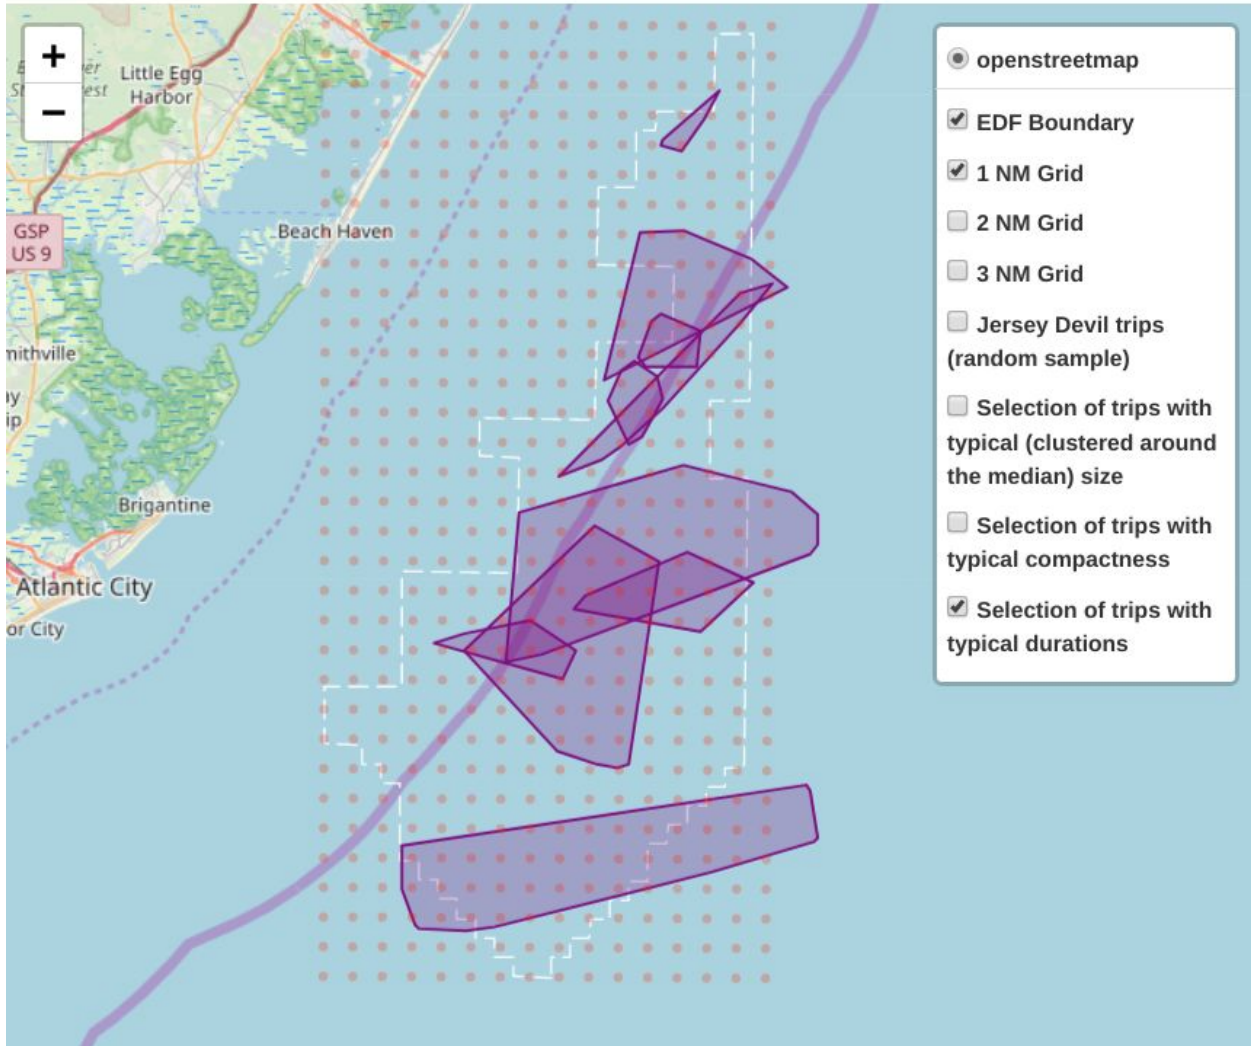 +
−
Little Egg
Harbor
GSP
US 9
Beach Haven
mithville
Brigantine
Atlantic City
or City
openstreetmap
EDF Boundary
1 NM Grid
2 NM Grid
3 NM Grid
Jersey Devil trips
(random sample)
Selection of trips with
typical (clustered around
the median) size
Selection of trips with
typical compactness
Selection of trips with
typical durations